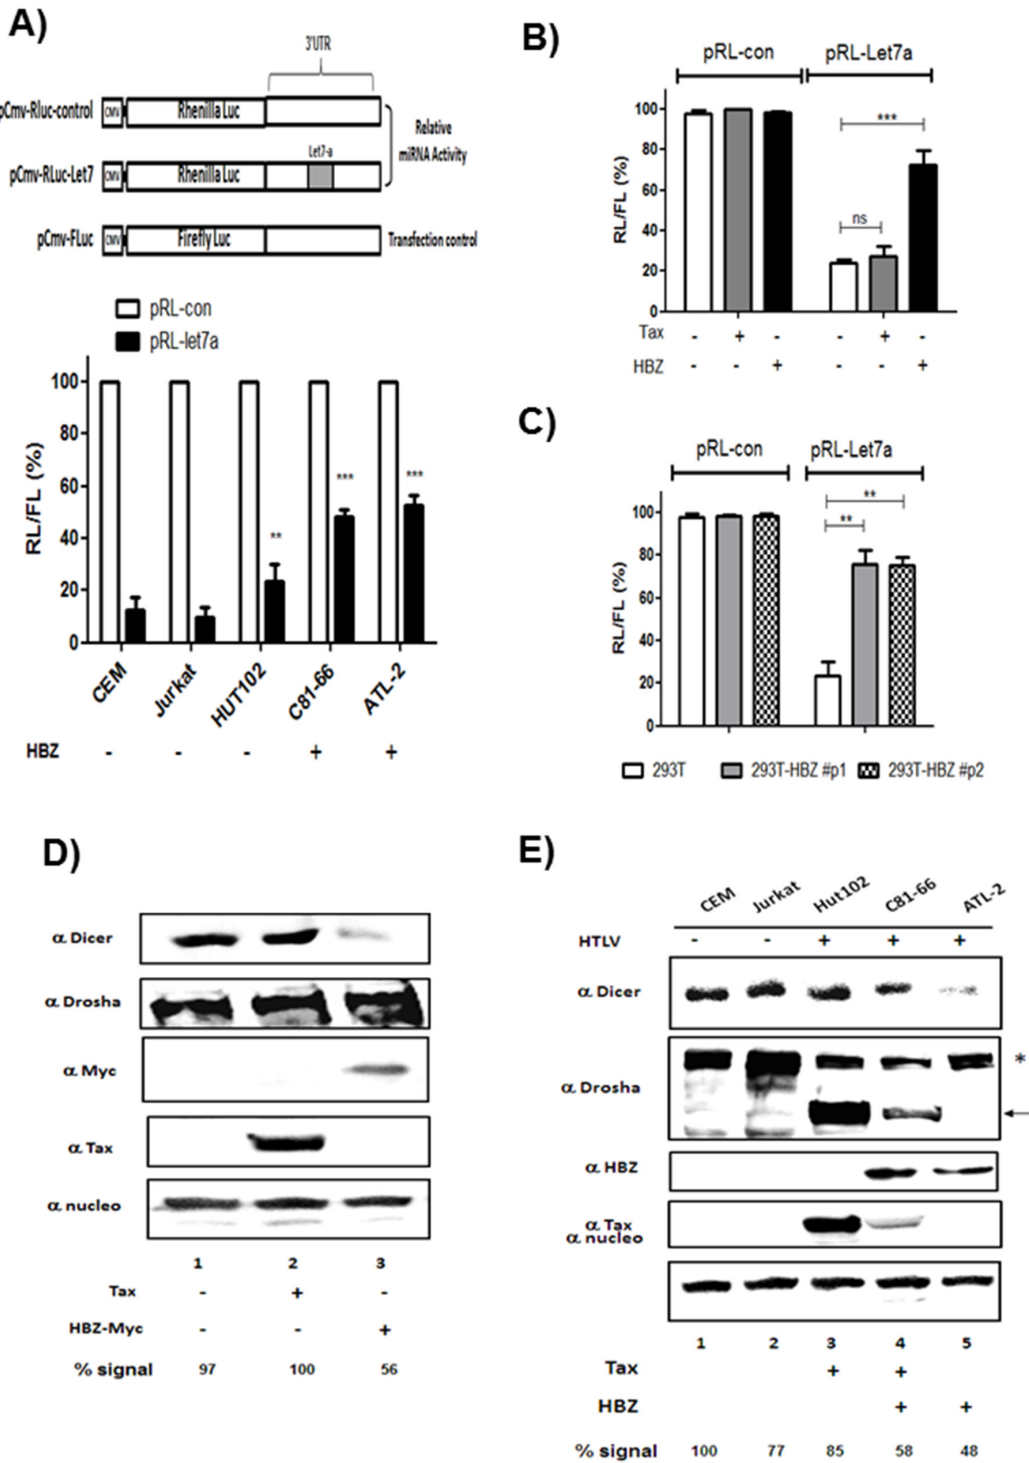 A)
3'UTR
pCmv-Rluc-control
CMV
Rhenilla Luc
Relative
miRNA Activity
Let7-a
pCmv-RLuc-Let7
CMV
Rhenilla Luc
pCmv-FLuc
CMV
Firefly Luc
Transfection control
pRL-con
pRL-let7a
RL/FL (%)
100
80
60
40
20
0
**
***
***
CEM
Jurkat
HUT102
C81-66
ATL-2
HBZ - - - + +
B)
pRL-con pRL-Let7a
RL/FL (%)
100
80
60
40
20
0
***
ns
Tax - + - - + -
HBZ - - + - - +
C)
pRL-con pRL-Let7a
RL/FL (%)
100
80
60
40
20
0
**
**
293T 293T-HBZ #p1 293T-HBZ #p2
D)
α Dicer
α Drosha
α Myc
α Tax
α nucleo
1 2 3
Tax - + -
HBZ-Myc - - +
% signal 97 100 56
E)
CEM Jurkat Hut102 C81-66 ATL-2
HTLV - - + + +
α Dicer
α Drosha
*
α HBZ
α Tax
α nucleo
1 2 3 4 5
Tax + +
HBZ + +
% signal 100 77 85 58 48